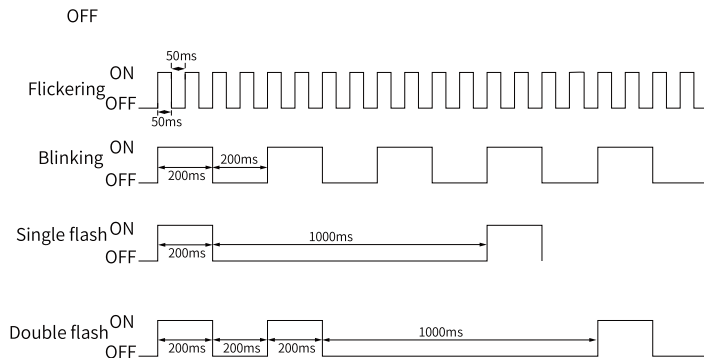 OFF
50ms
ON
Flickering
OFF
50ms
ON
Blinking
200ms
200ms
OFF
ON
Single flash
1000ms
200ms
OFF
ON
Double flash
1000ms
200ms 200ms 200ms
OFF